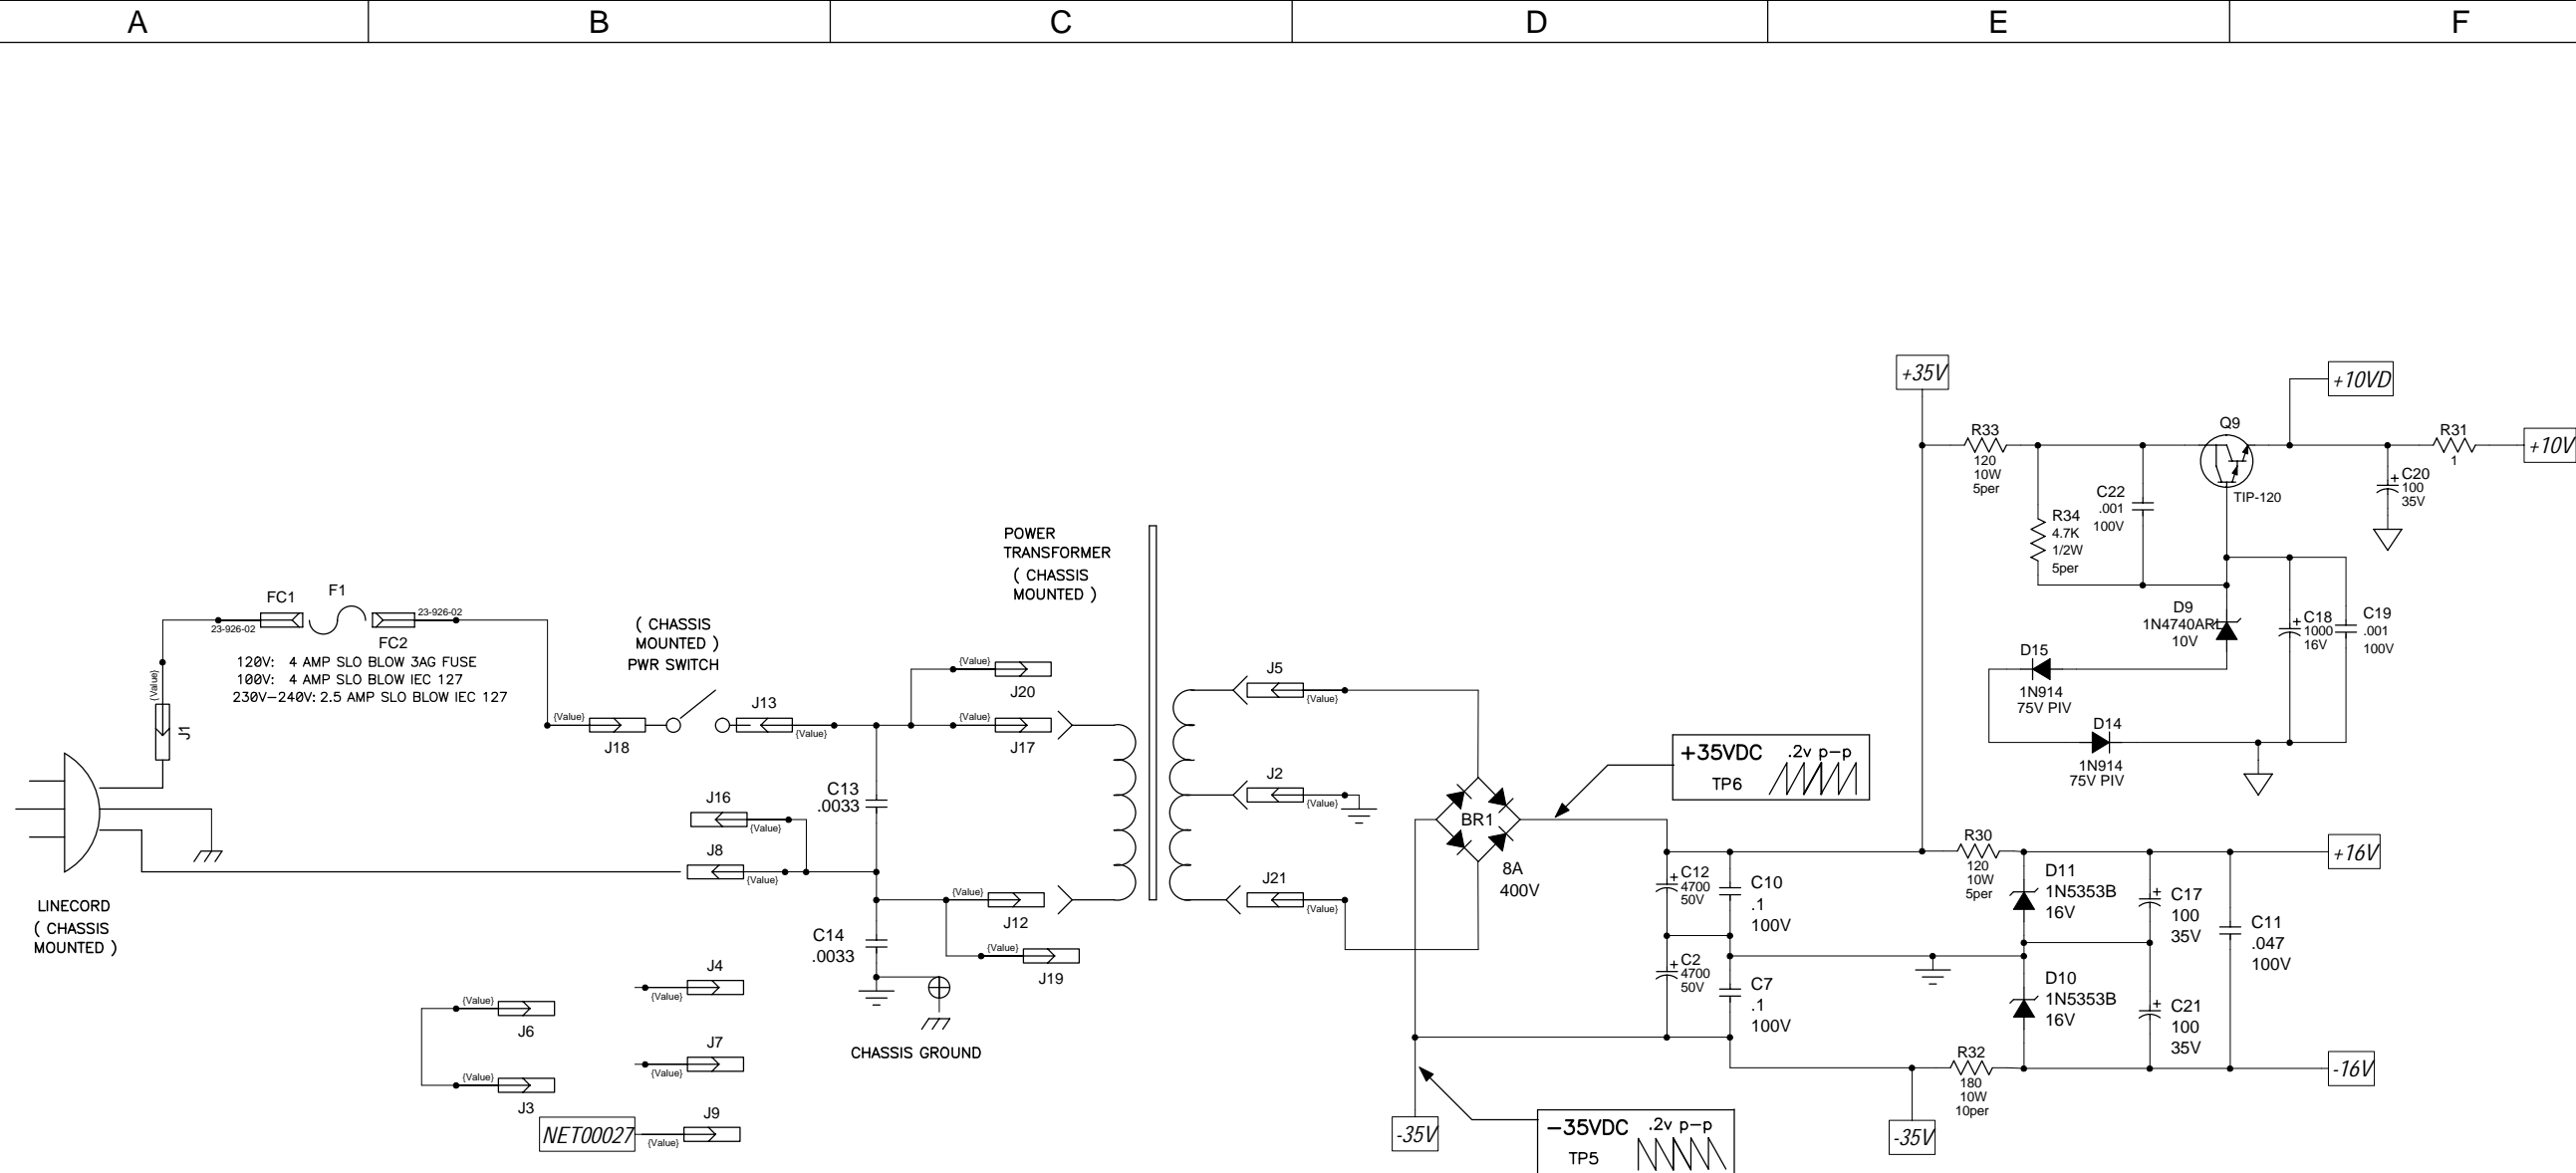 A B C D E F
+35V
+10VD
R33
120
10W
5per
Q9
TIP-120
R31
1
+10V
C20
+
100
35V
C22
.001
100V
R34
4.7K
1/2W
5per
D9
1N4740ARL
10V
C18
+
1000
16V
C19
.001
100V
D15
1N914
75V PIV
D14
1N914
75V PIV
POWER
TRANSFORMER
( CHASSIS
MOUNTED )
FC1
F1
23-926-02
23-926-02
FC2
120V: 4 AMP SLO BLOW 3AG FUSE
100V: 4 AMP SLO BLOW IEC 127
230V-240V: 2.5 AMP SLO BLOW IEC 127
( CHASSIS
MOUNTED )
PWR SWITCH
{Value}
J1
{Value}
J18
J13
{Value}
{Value}
J20
{Value}
J17
J5
{Value}
J2
{Value}
J21
{Value}
C13
.0033
J16
{Value}
J8
{Value}
{Value}
J12
{Value}
J19
C14
.0033
LINECORD
( CHASSIS
MOUNTED )
CHASSIS GROUND
J4
{Value}
{Value}
J6
J7
{Value}
{Value}
J3
NET00027
J9
{Value}
+35VDC .2v p-p
TP6
BR1
8A
400V
C12
+
4700
50V
C10
.1
100V
C2
+
4700
50V
C7
.1
100V
R30
120
10W
5per
D11
1N5353B
16V
+
C17
100
35V
C11
.047
100V
+16V
D10
1N5353B
16V
+
C21
100
35V
R32
180
10W
10per
-16V
-35V
-35V
-35VDC .2v p-p
TP5